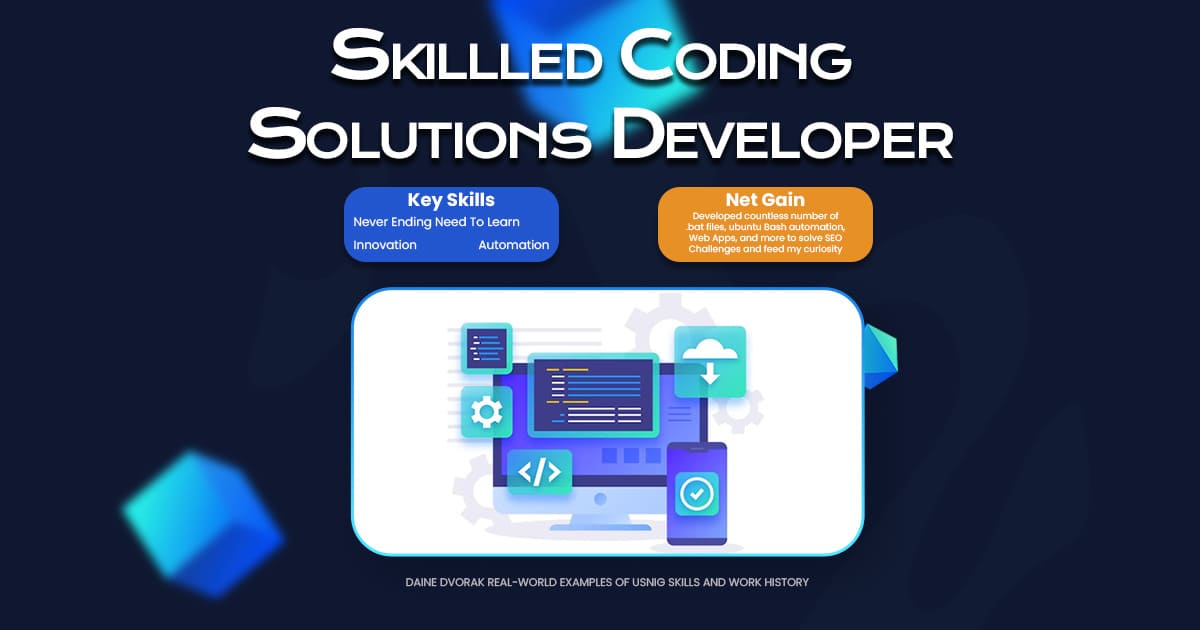 Skillled Coding
Solutions Developer
Key Skills
Never Ending Need To Learn
Innovation Automation
Net Gain
Developed countless number of
.bat files, ubuntu Bash automation,
Web Apps, and more to solve SEO
Challenges and feed my curiosity
</>
DAINE DVORAK REAL-WORLD EXAMPLES OF USNIG SKILLS AND WORK HISTORY